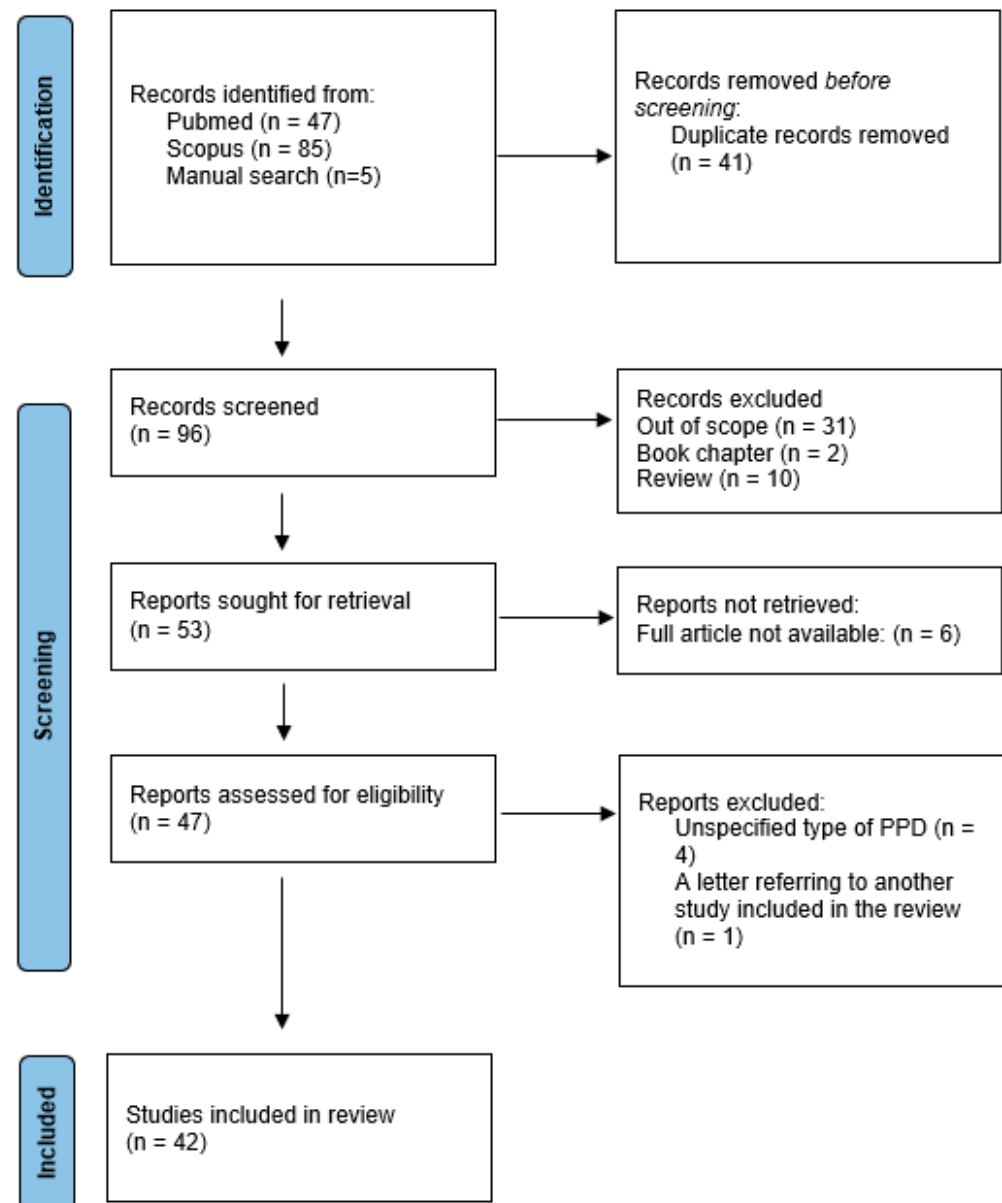 Identification
Records identified from:
Pubmed (n = 47)
Scopus (n = 85)
Manual search (n=5)
Records removed before
screening:
Duplicate records removed
(n = 41)
Screening
Records screened
(n = 96)
Records excluded
Out of scope (n = 31)
Book chapter (n = 2)
Review (n = 10)
Reports sought for retrieval
(n = 53)
Reports not retrieved:
Full article not available: (n = 6)
Reports assessed for eligibility
(n = 47)
Reports excluded:
Unspecified type of PPD (n =
4)
A letter referring to another
study included in the review
(n = 1)
Included
Studies included in review
(n = 42)